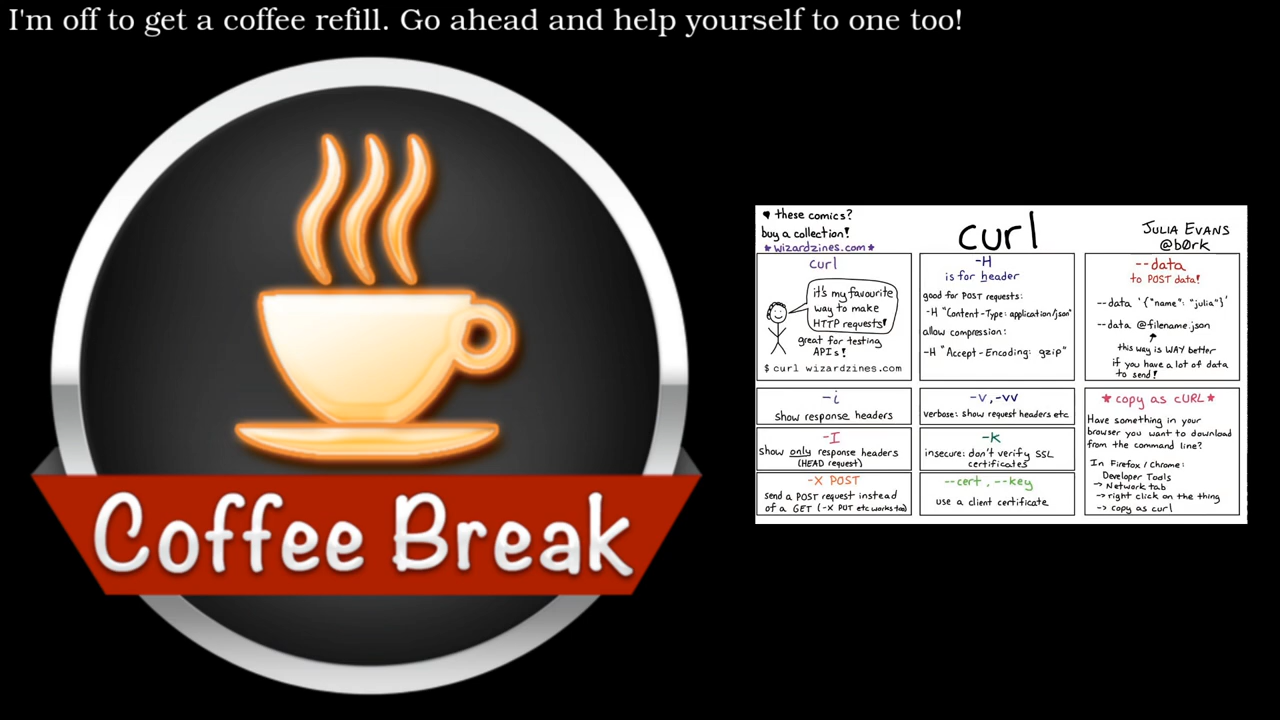 I'm off to get a coffee refill. Go ahead and help yourself to one too!
Coffee Break
♥ these comics?
buy a collection!
★ wizardzines.com ★
curl
JULIA EVANS
@b0rk
curl
it's my favourite
way to make
HTTP requests!
great for testing
APIs!
$ curl wizardzines.com
-H
is for header
good for POST requests:
-H "Content-Type: application/json"
allow compression:
-H "Accept-Encoding: gzip"
--data
to POST data!
--data '{"name": "julia"}'
--data @filename.json
this way is WAY better
if you have a lot of data
to send!
-i
show response headers
-I
show only response headers
(HEAD request)
-X POST
send a POST request instead
of a GET (-X PUT etc works too)
-v, -vv
verbose: show request headers etc
-k
insecure: don't verify SSL
certificates
--cert, --key
use a client certificate
★ copy as cURL ★
Have something in your
browser you want to download
from the command line?
In Firefox / Chrome:
Developer Tools
-> Network tab
-> right click on the thing
-> copy as curl